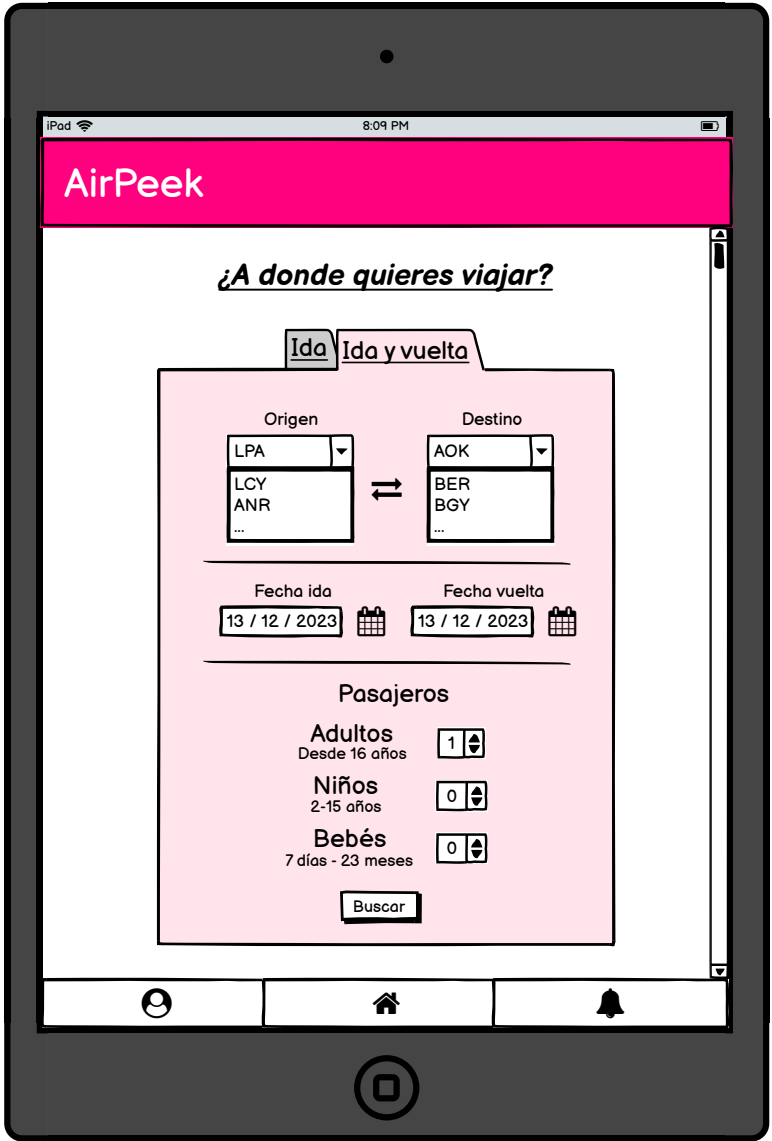 iPad 8:09 PM
AirPeek
¿A donde quieres viajar?
Ida Ida y vuelta
Origen Destino
LPA AOK
LCY BER
ANR BGY
... ...
Fecha ida Fecha vuelta
13 / 12 / 2023 13 / 12 / 2023
Pasajeros
Adultos 1
Desde 16 años
Niños 0
2-15 años
Bebés 0
7 días - 23 meses
Buscar